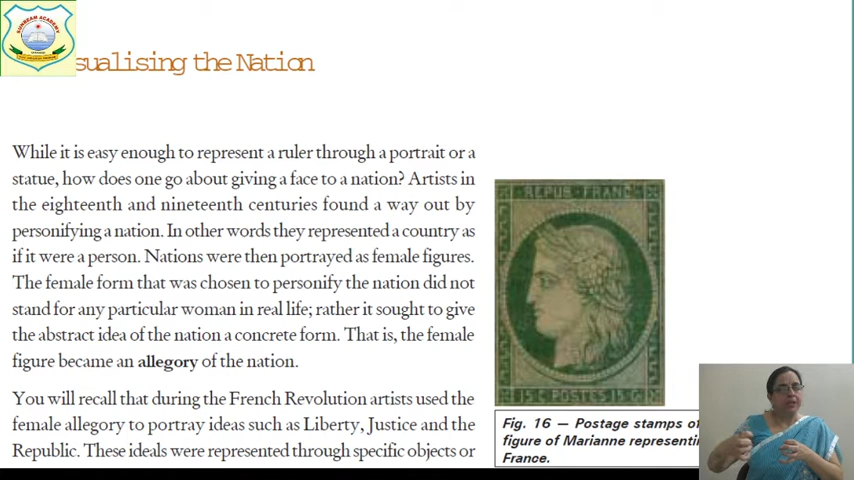 SUNBEAM ACADEMY
sualising the Nation
While it is easy enough to represent a ruler through a portrait or a
statue, how does one go about giving a face to a nation? Artists in
the eighteenth and nineteenth centuries found a way out by
personifying a nation. In other words they represented a country as
if it were a person. Nations were then portrayed as female figures.
The female form that was chosen to personify the nation did not
stand for any particular woman in real life; rather it sought to give
the abstract idea of the nation a concrete form. That is, the female
figure became an allegory of the nation.
You will recall that during the French Revolution artists used the
female allegory to portray ideas such as Liberty, Justice and the
Republic. These ideals were represented through specific objects or
REPUB FRANC
15 C POSTES 15 C
Fig. 16 — Postage stamps of
figure of Marianne representi
France.